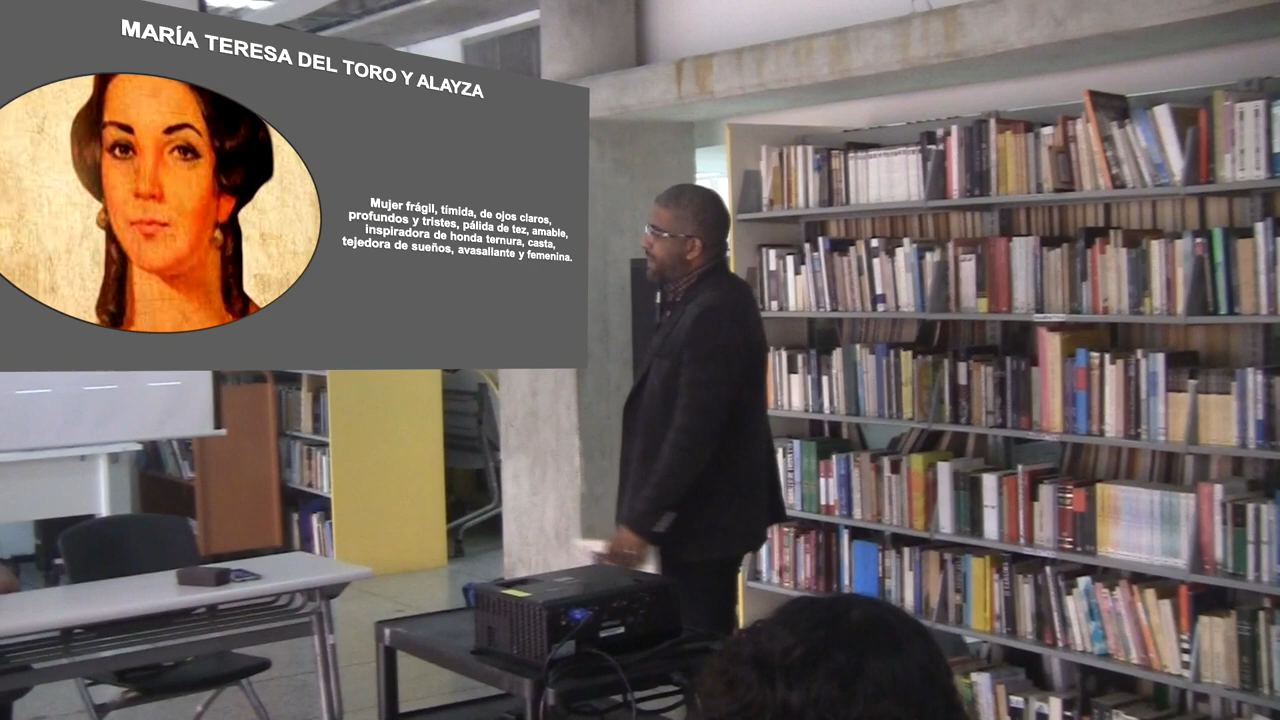 MARÍA TERESA DEL TORO Y ALAYZA
Mujer frágil, tímida, de ojos claros,
profundos y tristes, pálida de tez, amable,
inspiradora de honda ternura, casta,
tejedora de sueños, avasallante y femenina.